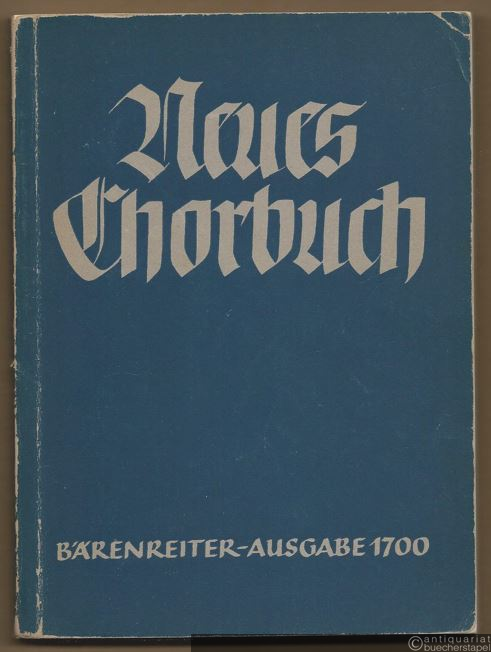 Neues
Chorbuch
BÄRENREITER-AUSGABE 1700
©antiquariat
buecherstapel